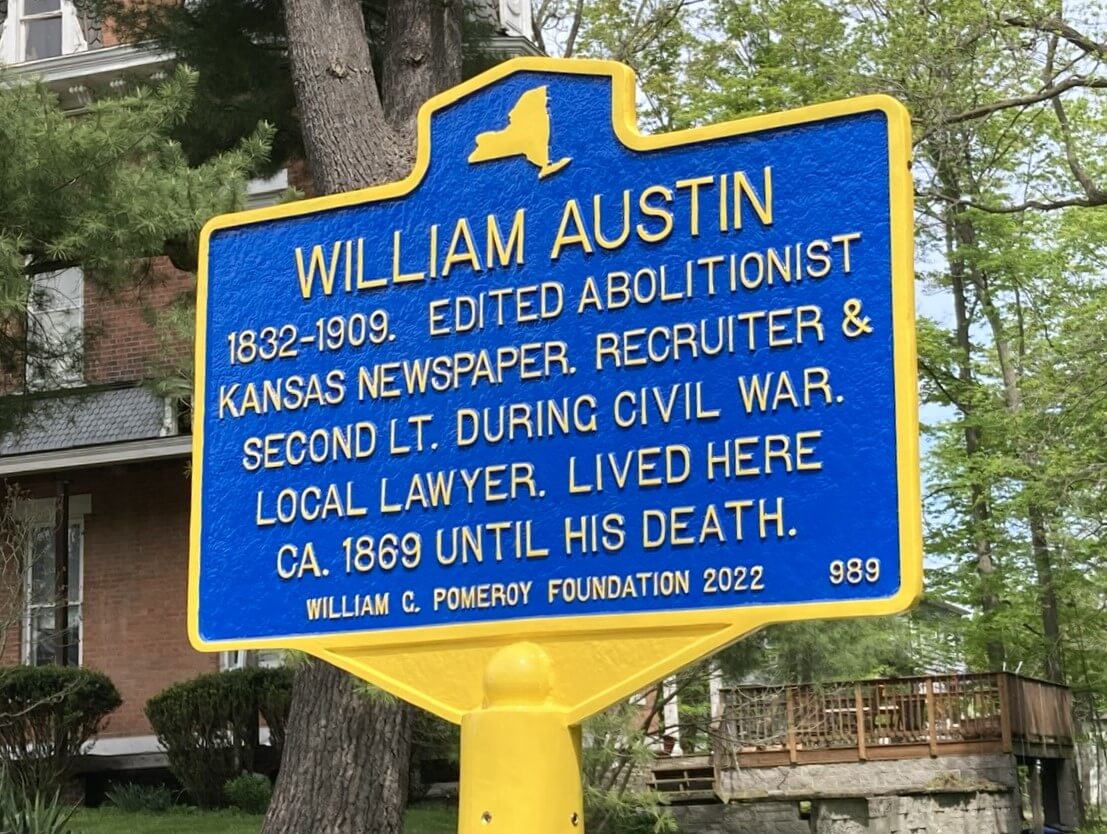 WILLIAM AUSTIN
1832-1909. EDITED ABOLITIONIST
KANSAS NEWSPAPER. RECRUITER &
SECOND LT. DURING CIVIL WAR.
LOCAL LAWYER. LIVED HERE
CA. 1869 UNTIL HIS DEATH.
WILLIAM G. POMEROY FOUNDATION 2022 989